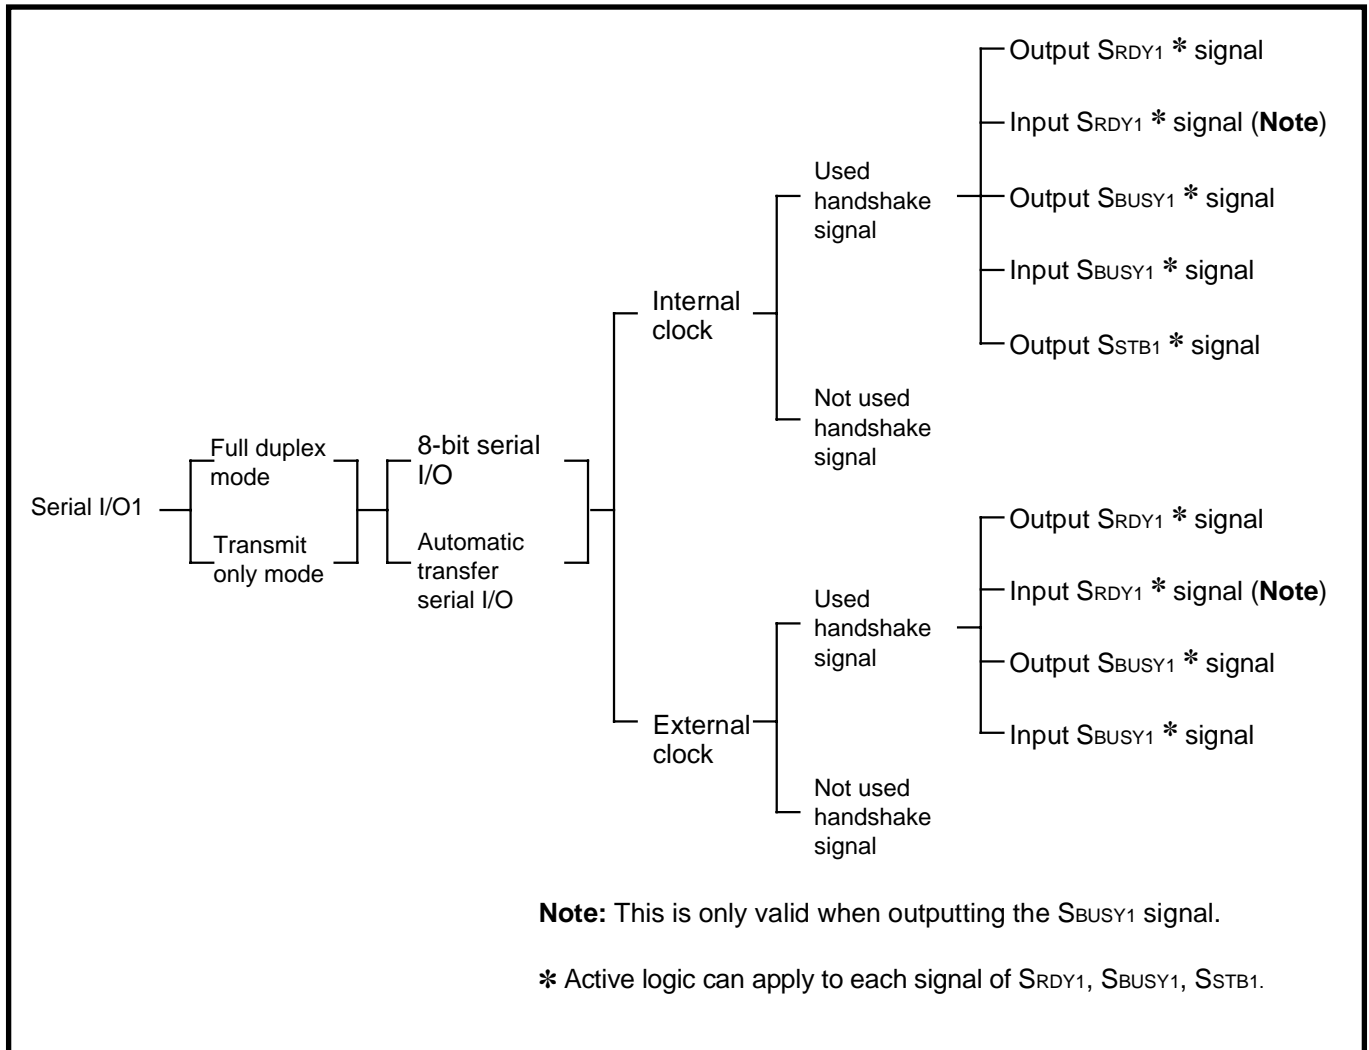 Serial I/O1
Full duplex
mode
Transmit
only mode
8-bit serial
I/O
Automatic
transfer
serial I/O
Internal
clock
Used
handshake
signal
Output SRDY1 * signal
Input SRDY1 * signal (Note)
Output SBUSY1 * signal
Input SBUSY1 * signal
Output SSTB1 * signal
Not used
handshake
signal
External
clock
Used
handshake
signal
Output SRDY1 * signal
Input SRDY1 * signal (Note)
Output SBUSY1 * signal
Input SBUSY1 * signal
Not used
handshake
signal
Note: This is only valid when outputting the SBUSY1 signal.
* Active logic can apply to each signal of SRDY1, SBUSY1, SSTB1.